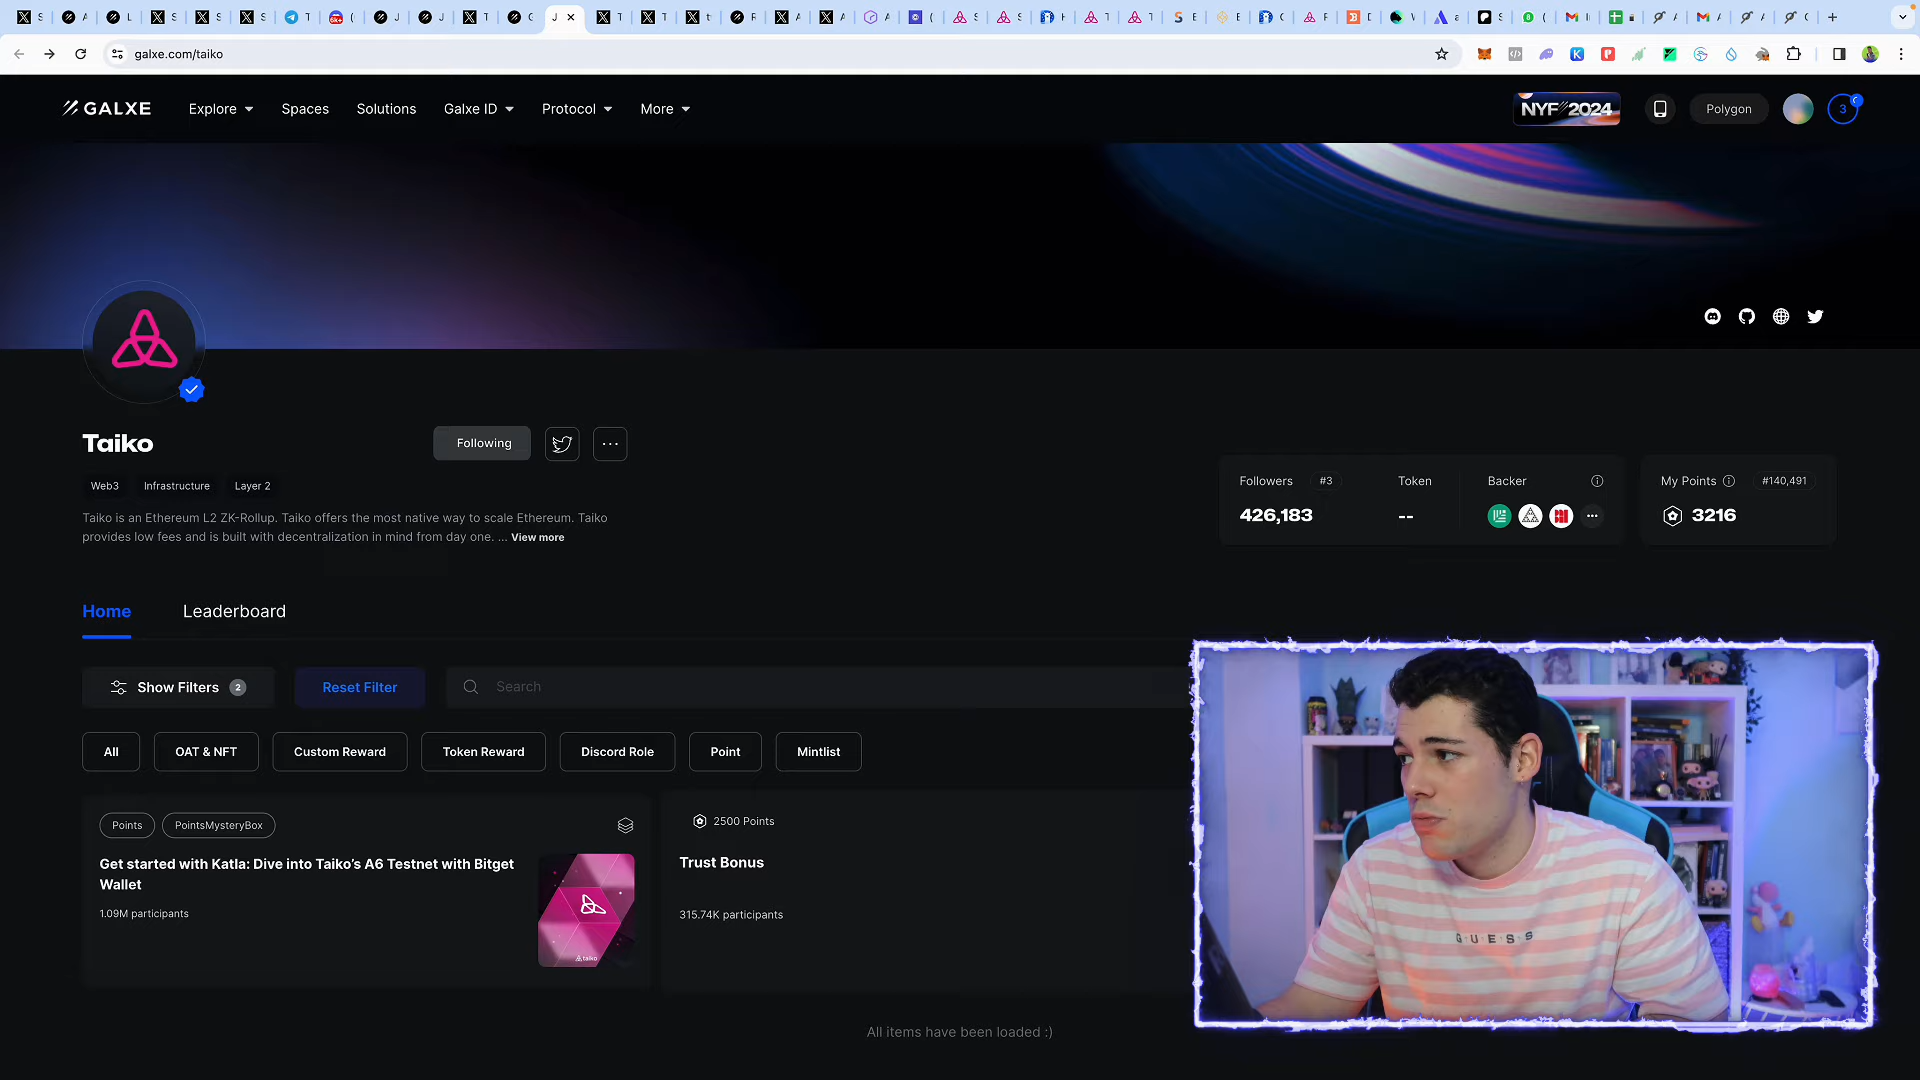 galxe.com/taiko
GALXE
Explore
Spaces
Solutions
Galxe ID
Protocol
More
NYF 2024
Polygon
3
Taiko
Following
Web3
Infrastructure
Layer 2
Taiko is an Ethereum L2 ZK-Rollup. Taiko offers the most native way to scale Ethereum. Taiko
provides low fees and is built with decentralization in mind from day one. ... View more
Followers #3
Token
Backer
426,183
--
My Points #140,491
3216
Home
Leaderboard
Show Filters 2
Reset Filter
Search
All
OAT & NFT
Custom Reward
Token Reward
Discord Role
Point
Mintlist
Points
PointsMysteryBox
Get started with Katla: Dive into Taiko’s A6 Testnet with Bitget
Wallet
1.09M participants
taiko
2500 Points
Trust Bonus
315.74K participants
GUESS
All items have been loaded :)